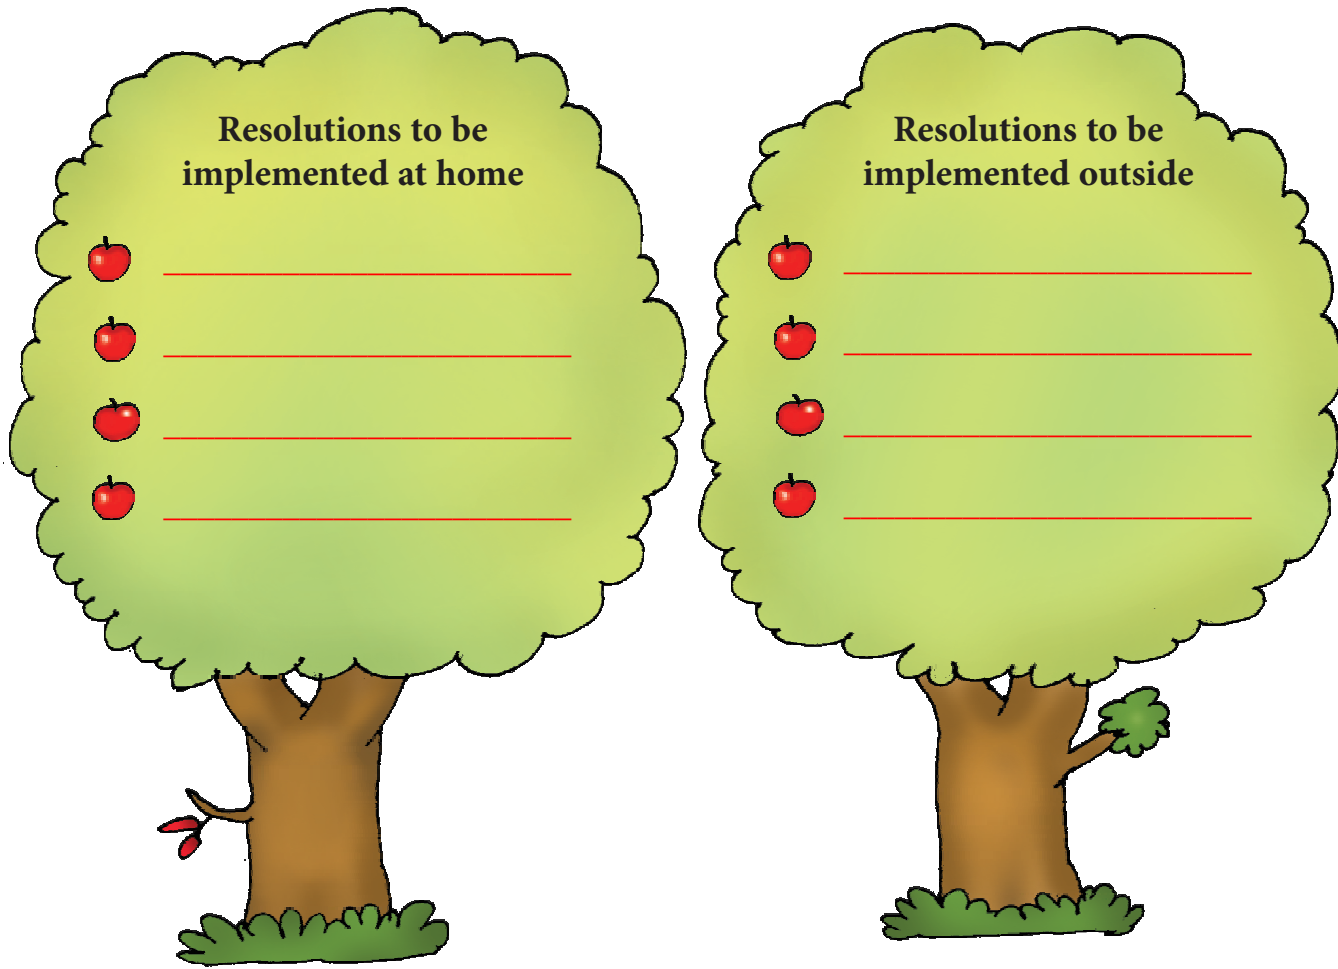 Resolutions to be
implemented at home
Resolutions to be
implemented outside